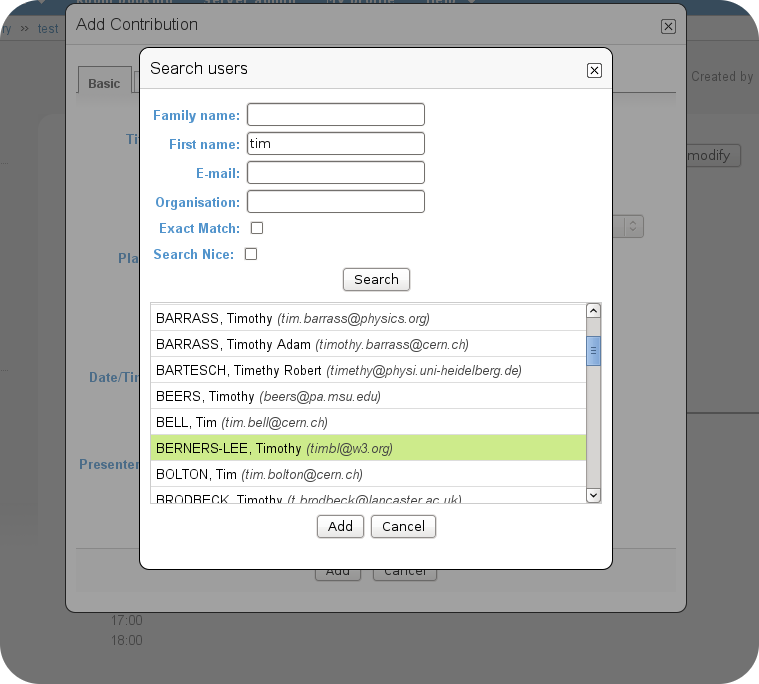 Add Contribution
test
Search users
Basic
Created by
Family name:
First name: tim
E-mail:
modify
Organisation:
Exact Match:
Search Nice:
Search
BARRASS, Timothy (tim.barrass@physics.org)
BARRASS, Timothy Adam (timothy.barrass@cern.ch)
BARTESCH, Timethy Robert (timethy@physi.uni-heidelberg.de)
BEERS, Timothy (beers@pa.msu.edu)
BELL, Tim (tim.bell@cern.ch)
BERNERS-LEE, Timothy (timbl@w3.org)
BOLTON, Tim (tim.bolton@cern.ch)
BRODBECK, Timothy (t.brodbeck@lancaster.ac.uk)
Presenter
Add Cancel
Add Cancel
17:00
18:00